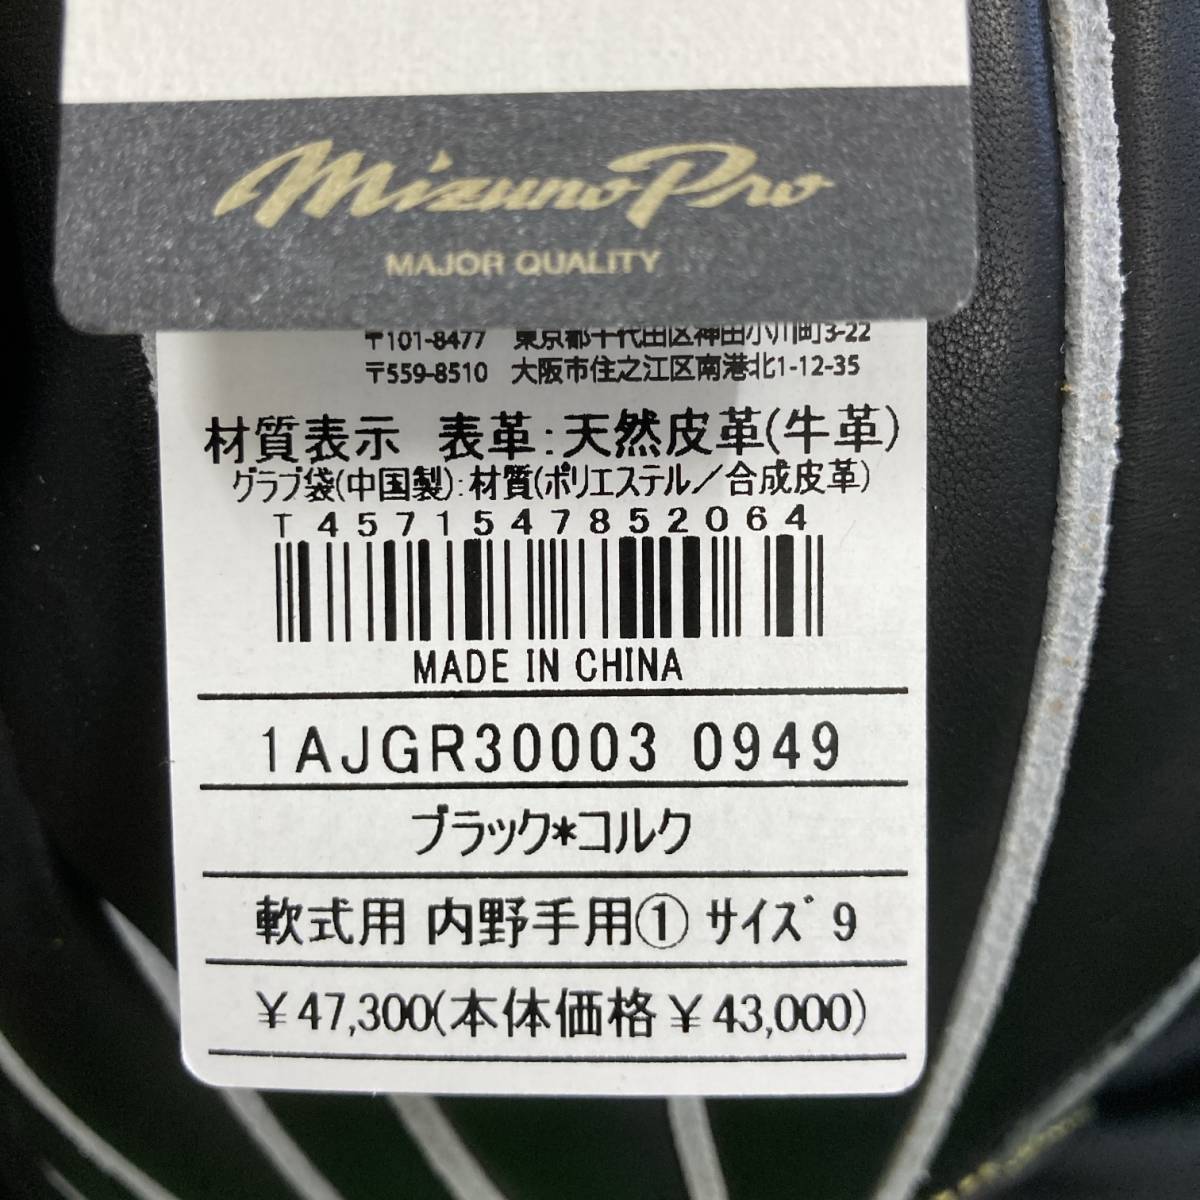 Mizuno Pro
MAJOR QUALITY
〒101-8477 東京都千代田区神田小川町3-22
〒559-8510 大阪市住之江区南港北1-12-35
材質表示 表革:天然皮革(牛革)
グラブ袋(中国製):材質(ポリエステル/合成皮革)
T4571547852064
MADE IN CHINA
1AJGR30003 0949
ブラック*コルク
軟式用 内野手用① サイズ 9
¥47,300(本体価格¥43,000)